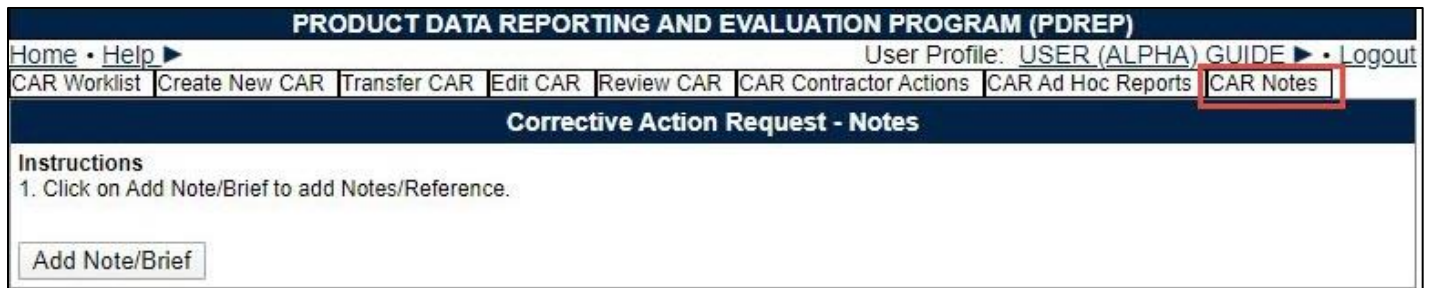 PRODUCT DATA REPORTING AND EVALUATION PROGRAM (PDREP)
Home • Help ► User Profile: USER (ALPHA) GUIDE ► • Logout
CAR Worklist Create New CAR Transfer CAR Edit CAR Review CAR CAR Contractor Actions CAR Ad Hoc Reports CAR Notes
Corrective Action Request - Notes
Instructions
1. Click on Add Note/Brief to add Notes/Reference.
Add Note/Brief